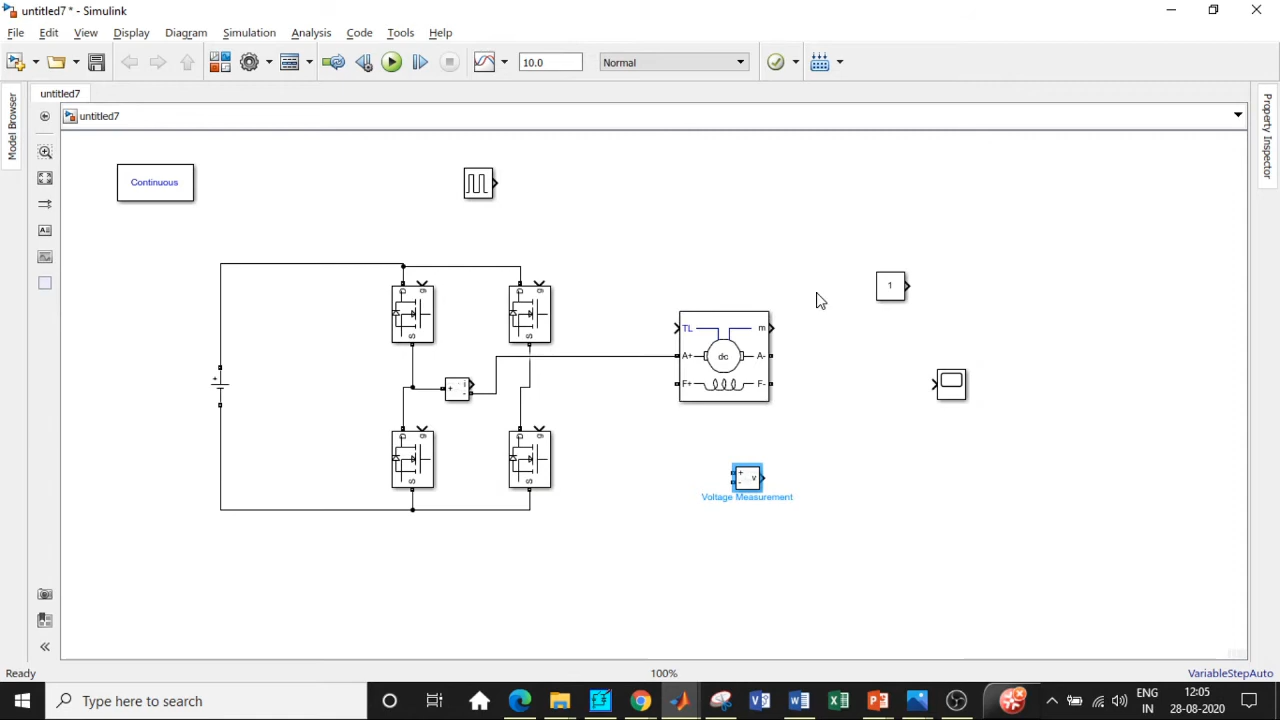 untitled7 * - Simulink
File Edit View Display Diagram Simulation Analysis Code Tools Help
10.0
Normal
untitled7
untitled7
Model Browser
Property Inspector
Continuous
1
D g
S
D g
S
TL m
A+ dc A-
F+ F-
+ i
-
D g
S
D g
S
+
-
v
+
-
Voltage Measurement
Ready
100%
VariableStepAuto
Type here to search
ENG
IN
12:05
28-08-2020